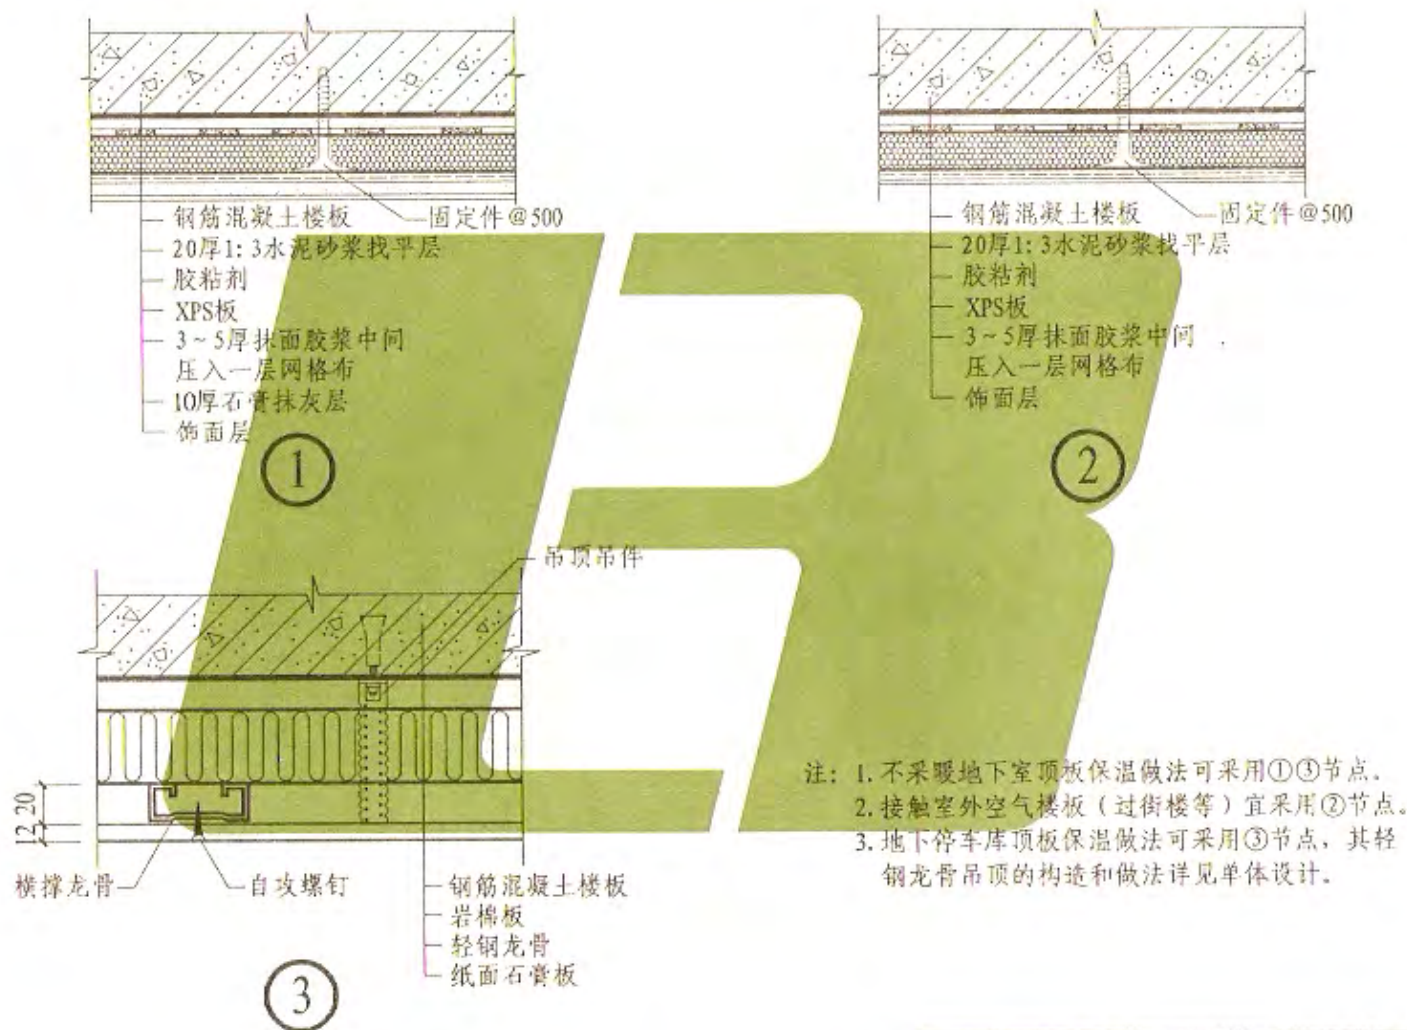 钢筋混凝土楼板
固定件@500
20厚1:3水泥砂浆找平层
胶粘剂
XPS板
3~5厚抹面胶浆中间
压入一层网格布
10厚石膏抹灰层
饰面层
1
钢筋混凝土楼板
固定件@500
20厚1:3水泥砂浆找平层
胶粘剂
XPS板
3~5厚抹面胶浆中间
压入一层网格布
饰面层
2
吊顶吊件
20
12
横撑龙骨
自攻螺钉
钢筋混凝土楼板
岩棉板
轻钢龙骨
纸面石膏板
3
注: 1. 不采暖地下室顶板保温做法可采用①③节点。
2. 接触室外空气楼板（过街楼等）宜采用②节点。
3. 地下停车库顶板保温做法可采用③节点，其轻
钢龙骨吊顶的构造和做法详见单体设计。